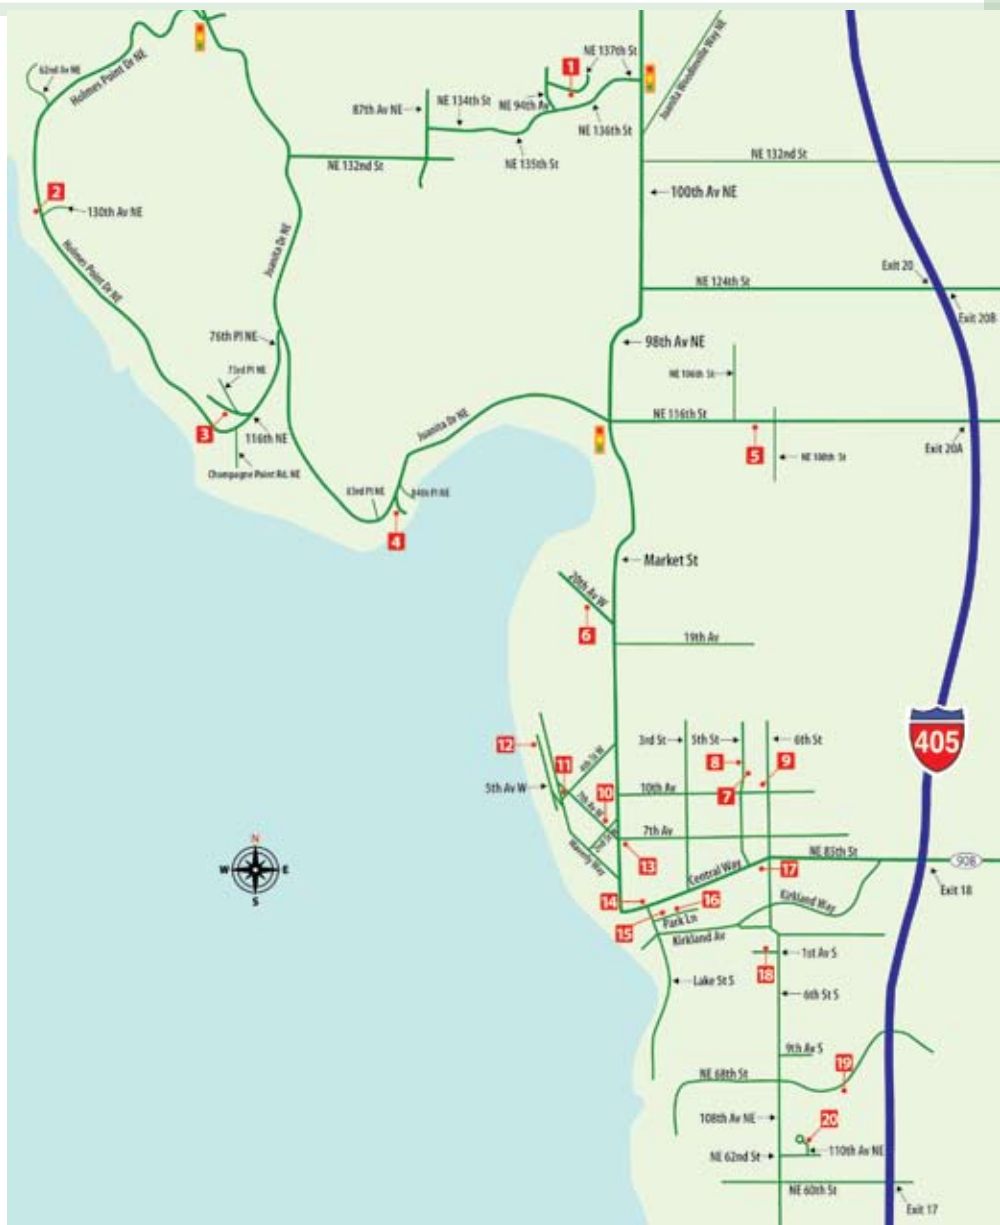 Juanita Woodinville Way NE
NE 137th St
1
Holmes Point Dr NE
62nd Av NE
87th Av NE
NE 134th St
NE 94th Av
NE 136th St
NE 132nd St
NE 135th St
NE 132nd St
2
130th Av NE
100th Av NE
Holmes Point Dr NE
Juanita Dr NE
Exit 20
NE 124th St
Exit 20B
76th Pl NE
98th Av NE
73rd Pl NE
NE 106th St
3
116th NE
Juanita Dr NE
NE 116th St
Exit 20A
5
NE 108th St
Champagne Point Rd. NE
83rd Pl NE
84th Pl NE
4
Market St
20th Av W
6
19th Av
405
12
3rd St
5th St
6th St
4th St W
8
9
11
5th Av W
10
10th Av
7
7th Av W
7th Av
Waverly Way
13
NE 85th St
908
Central Way
17
Exit 18
14
16
Kirkland Way
15
Park Ln
Kirkland Av
1st Av S
18
Lake St S
6th St S
9th Av S
19
NE 68th St
108th Av NE
20
NE 62nd St
110th Av NE
NE 60th St
Exit 17
N
W
E
S